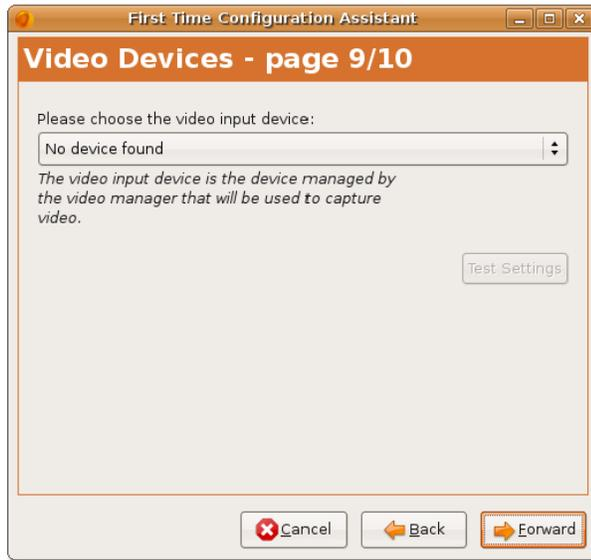 First Time Configuration Assistant
Video Devices - page 9/10
Please choose the video input device:
No device found
The video input device is the device managed by
the video manager that will be used to capture
video.
Test Settings
Cancel
Back
Forward